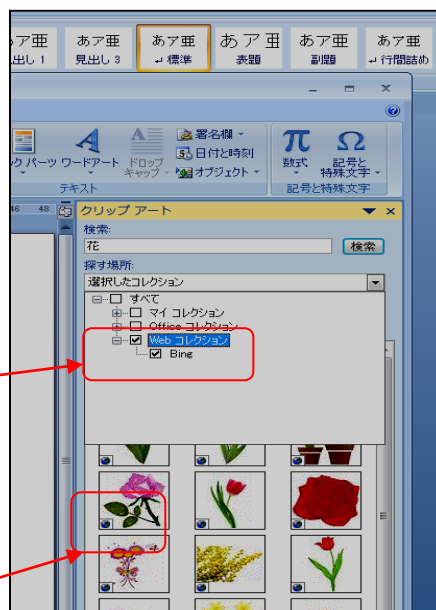 ア亜 あア亜 あア亜 あア亜 あア亜 あア亜
出し 1 見出し 3 ↵ 標準 表題 副題 ↵ 行間詰め
クパーツ ワードアート ドロップ キャップ
署名欄
日付と時刻
オブジェクト
π 数式 Ω 記号と特殊文字
テキスト 記号と特殊文字
46 48
クリップ アート
検索:
花 検索
探す場所:
選択したコレクション
すべて
マイ コレクション
Office コレクション
Web コレクション
Bing